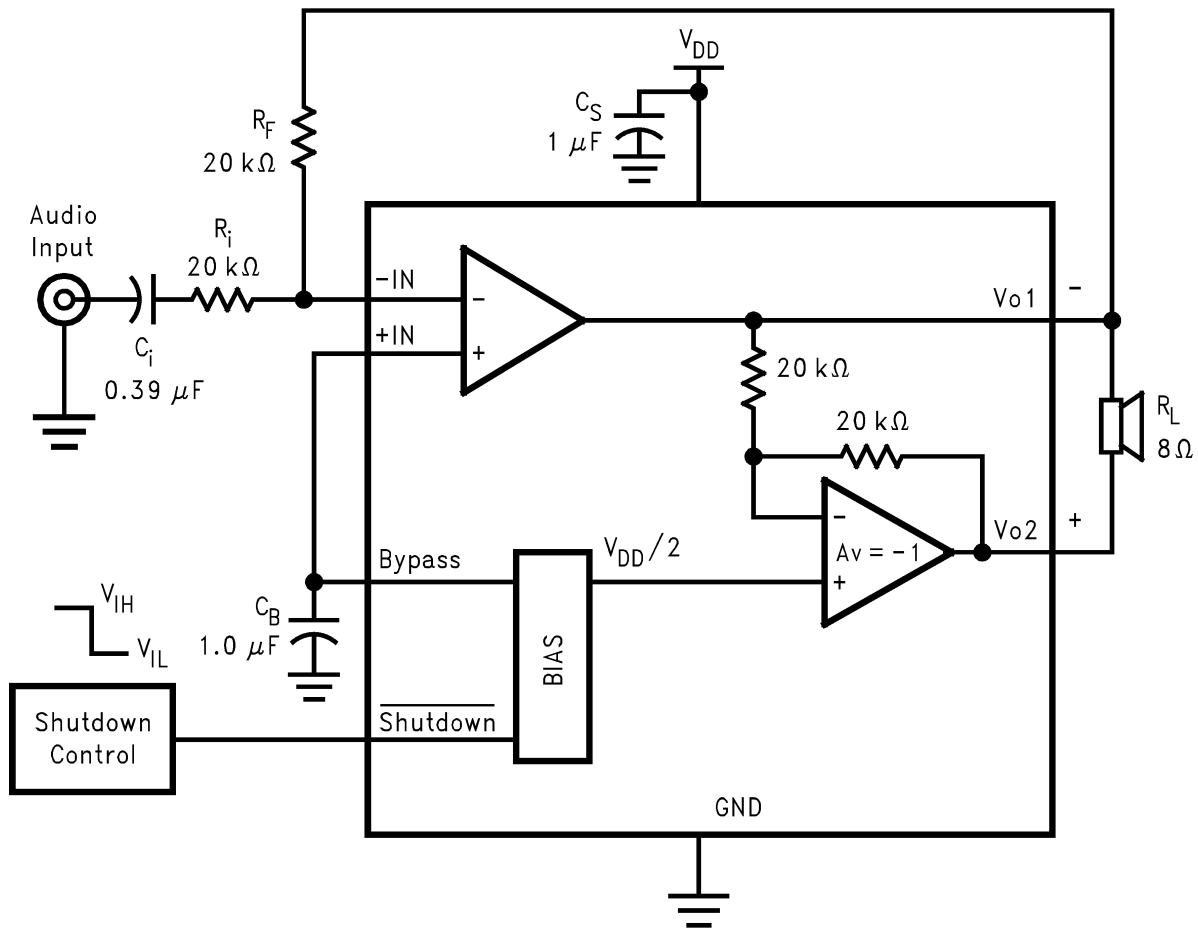 V_DD
C_S
1 µF
R_F
20 kΩ
Audio
Input
R_i
20 kΩ
C_i
0.39 µF
-IN
+IN
-
+
Vo1
-
20 kΩ
20 kΩ
R_L
8Ω
-
Av = -1
+
Vo2
+
Bypass
V_DD/2
C_B
1.0 µF
V_IH
V_IL
BIAS
Shutdown
Control
S̅h̅u̅t̅d̅o̅w̅n̅
GND